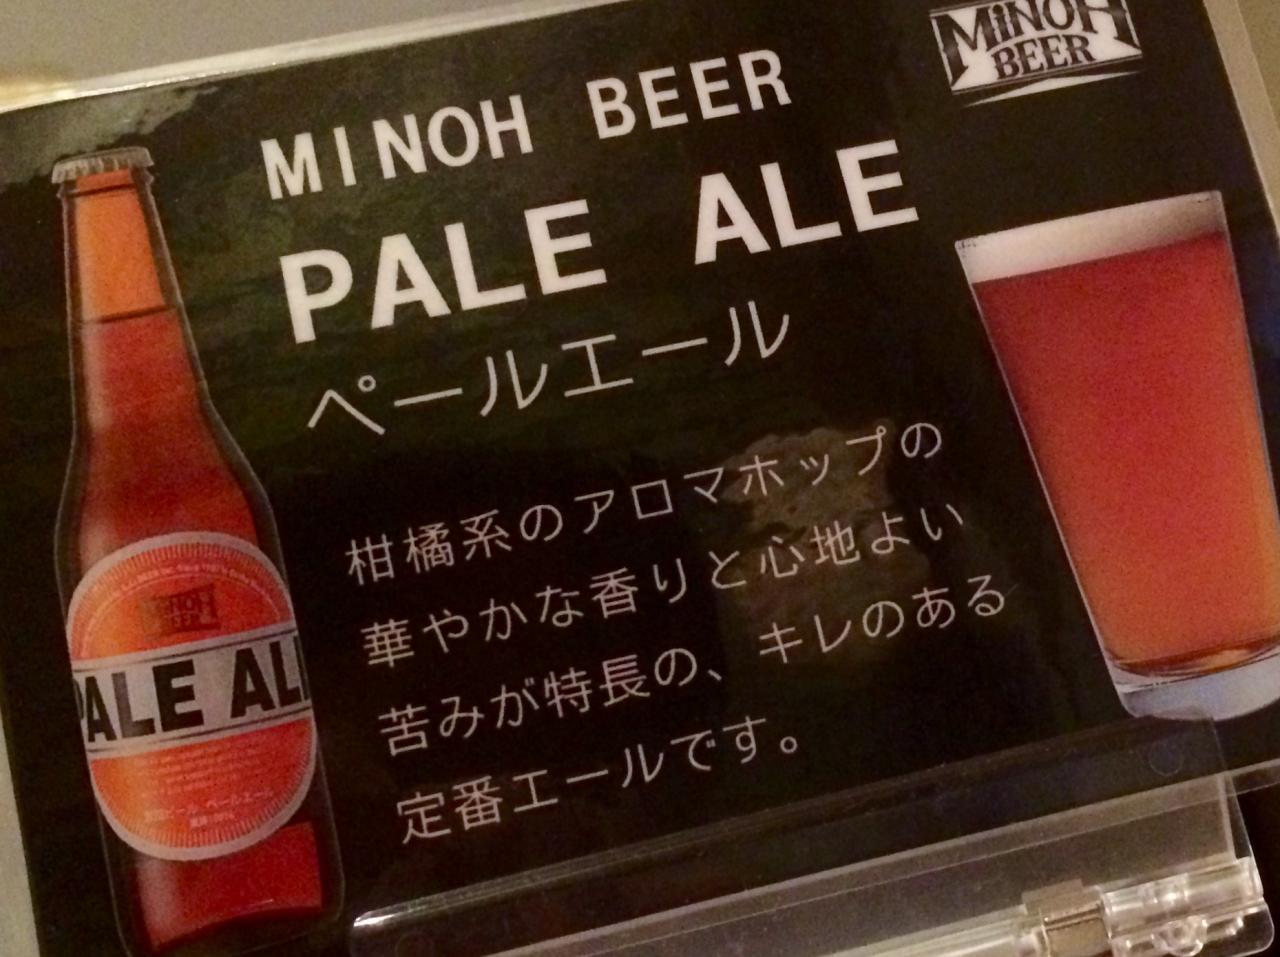 MINOH
BEER
MINOH BEER
PALE ALE
ペールエール
柑橘系のアロマホップの
華やかな香りと心地よい
苦みが特長の、キレのある
定番エールです。
MINOH
BEER
PALE ALE